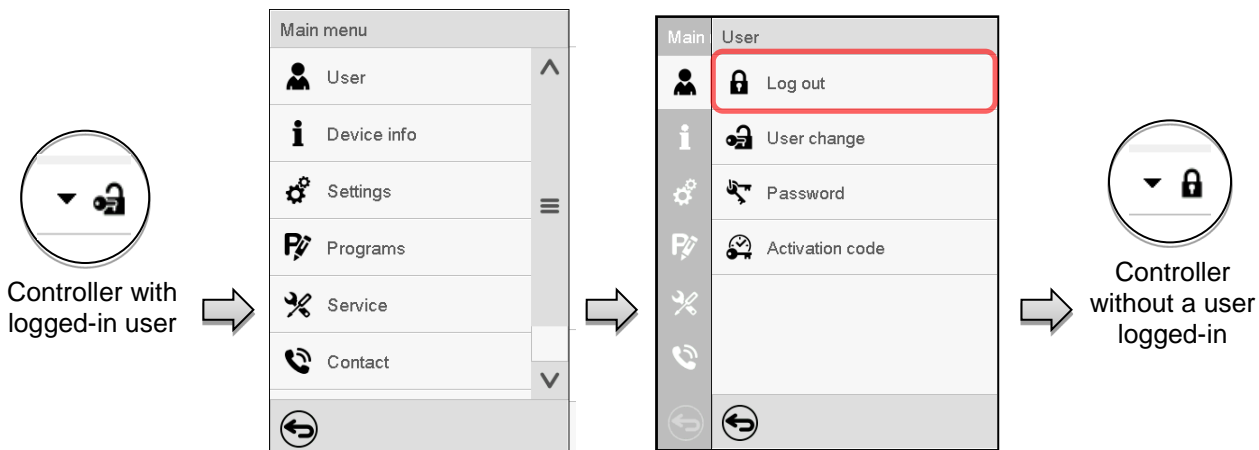 Controller with
logged-in user
Main menu
User
Device info
Settings
Programs
Service
Contact
Main
User
Log out
User change
Password
Activation code
Controller
without a user
logged-in